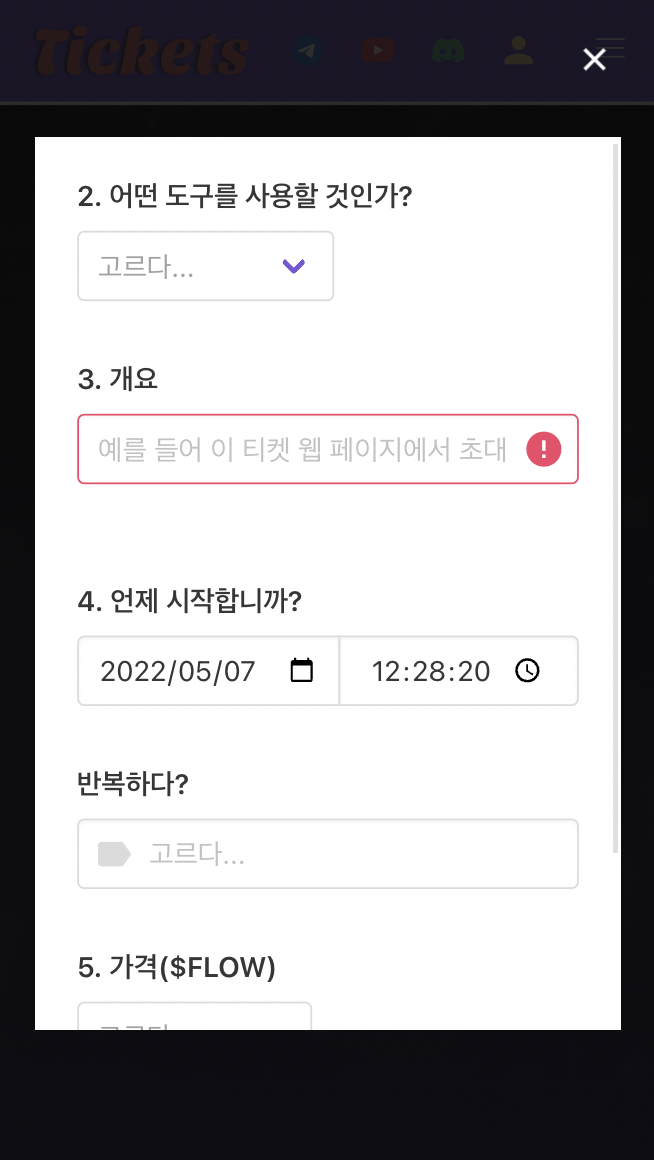 Tickets
2. 어떤 도구를 사용할 것인가?
고르다...
3. 개요
예를 들어 이 티켓 웹 페이지에서 초대
4. 언제 시작합니까?
2022/05/07 12:28:20
반복하다?
고르다...
5. 가격($FLOW)